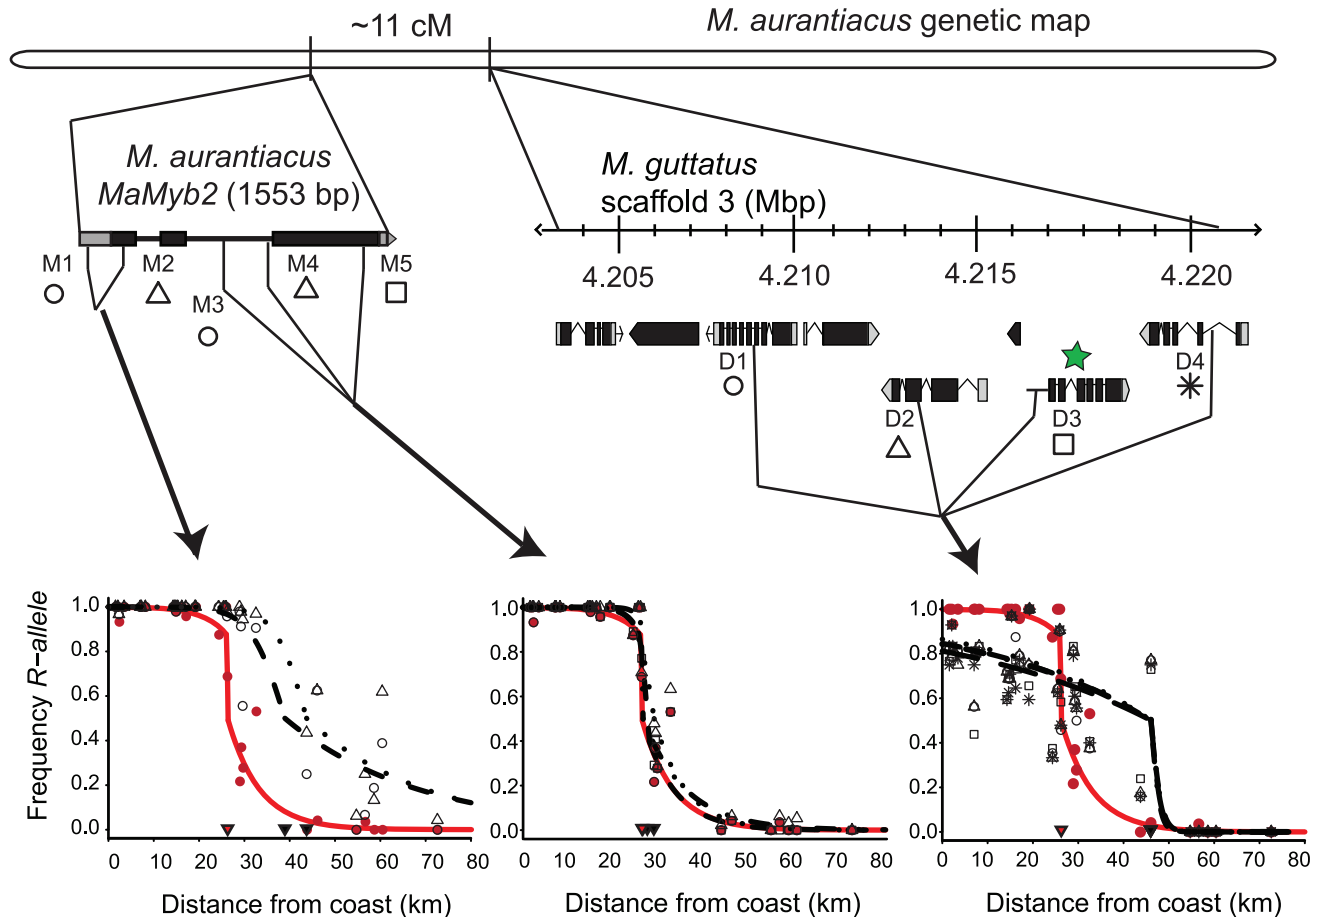 ~11 cM
M. aurantiacus genetic map
M. aurantiacus
MaMyb2 (1553 bp)
M. guttatus
scaffold 3 (Mbp)
M1 M2 M3 M4 M5
4.205 4.210 4.215 4.220
D1 D2 D3 D4
Frequency R-allele
1.0
0.8
0.6
0.4
0.2
0.0
0 10 20 30 40 50 60 70 80
Distance from coast (km)
1.0
0.8
0.6
0.4
0.2
0.0
0 10 20 30 40 50 60 70 80
Distance from coast (km)
1.0
0.8
0.6
0.4
0.2
0.0
0 10 20 30 40 50 60 70 80
Distance from coast (km)